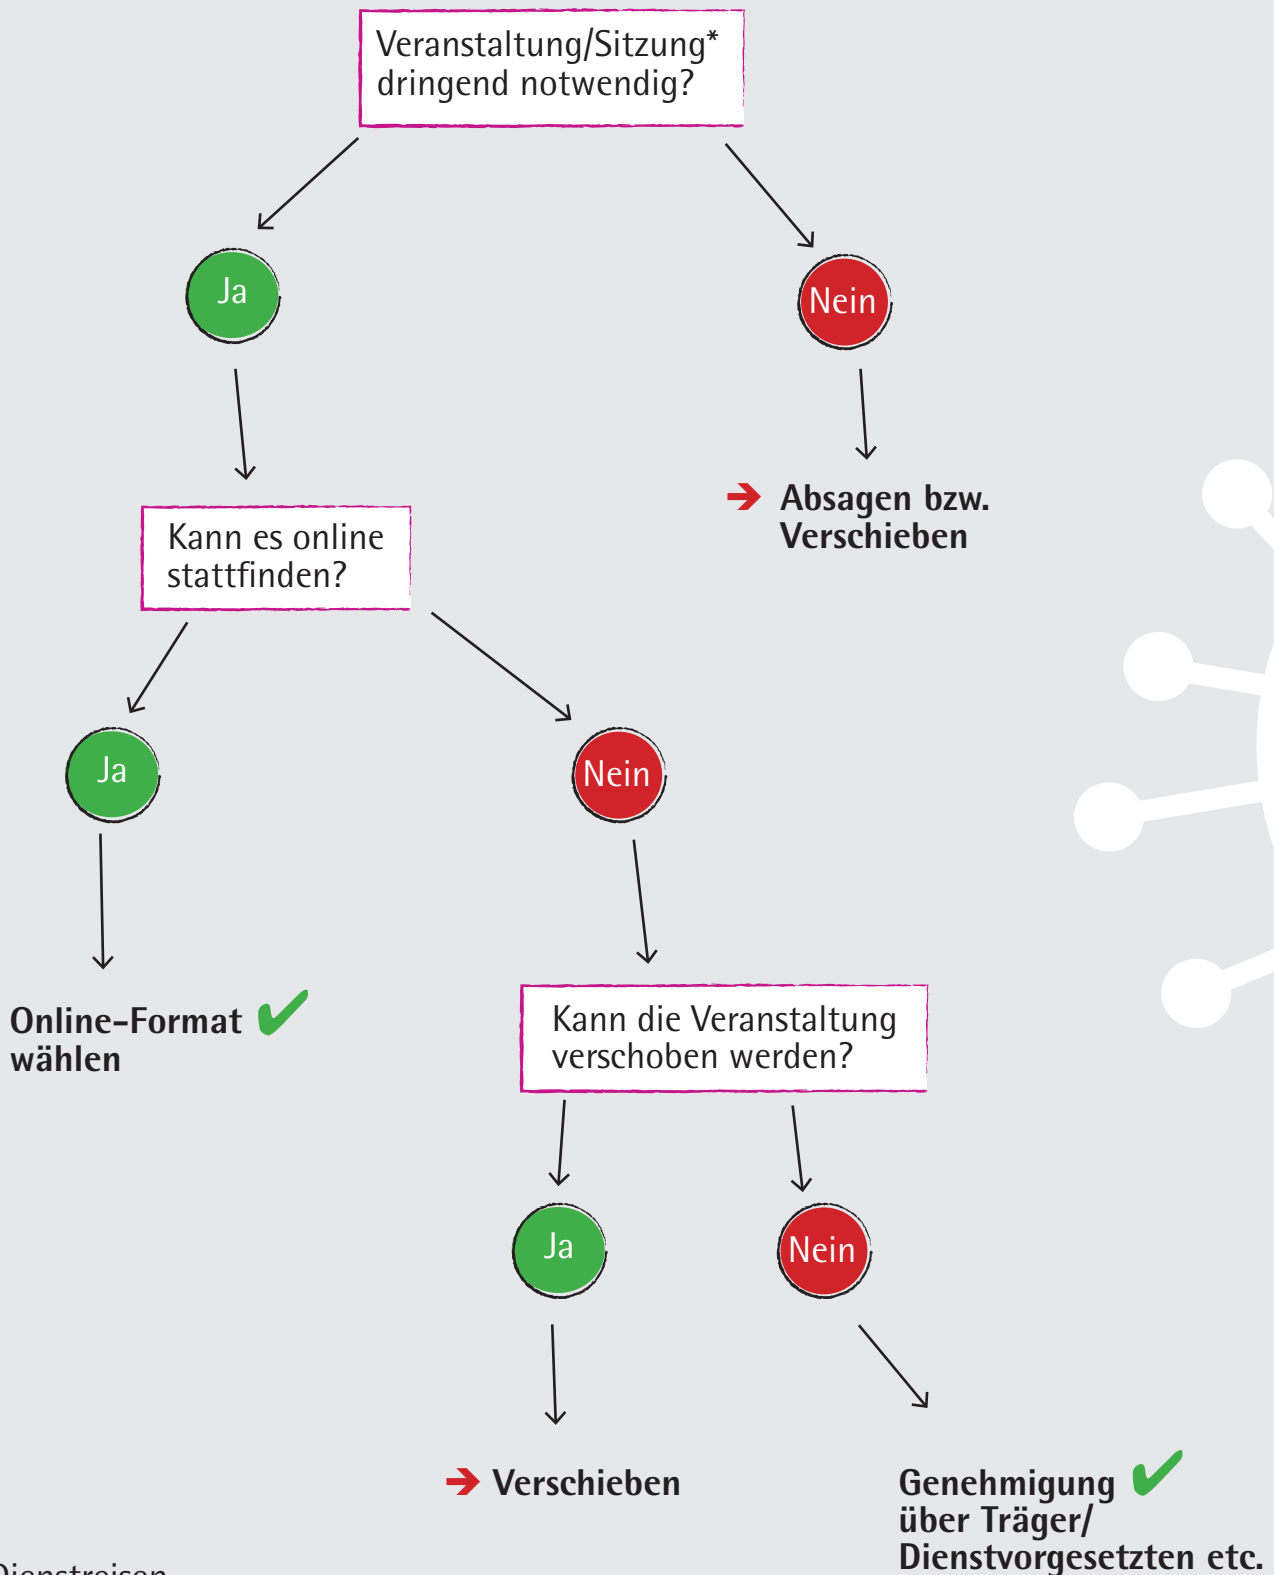 Veranstaltung/Sitzung*
dringend notwendig?
Ja
Nein
Absagen bzw.
Verschieben
Kann es online
stattfinden?
Ja
Nein
Online-Format
wählen
Kann die Veranstaltung
verschoben werden?
Ja
Nein
Verschieben
Genehmigung
über Träger/
Dienstvorgesetzten etc.
Dienstreisen